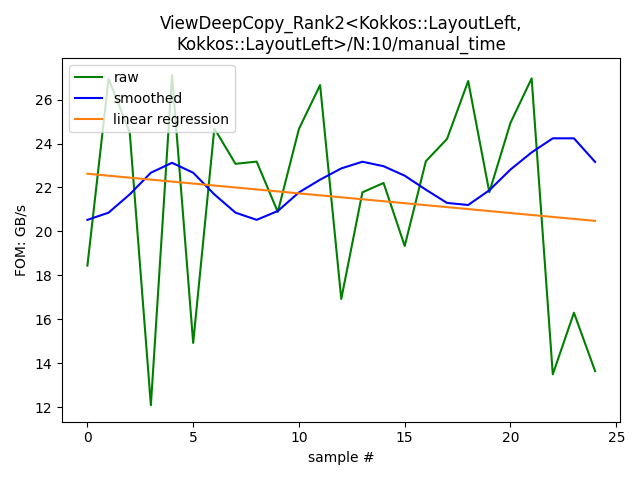 ViewDeepCopy_Rank2<Kokkos::LayoutLeft,
Kokkos::LayoutLeft>/N:10/manual_time
raw
smoothed
linear regression
FOM: GB/s
26
24
22
20
18
16
14
12
0
5
10
15
20
25
sample #